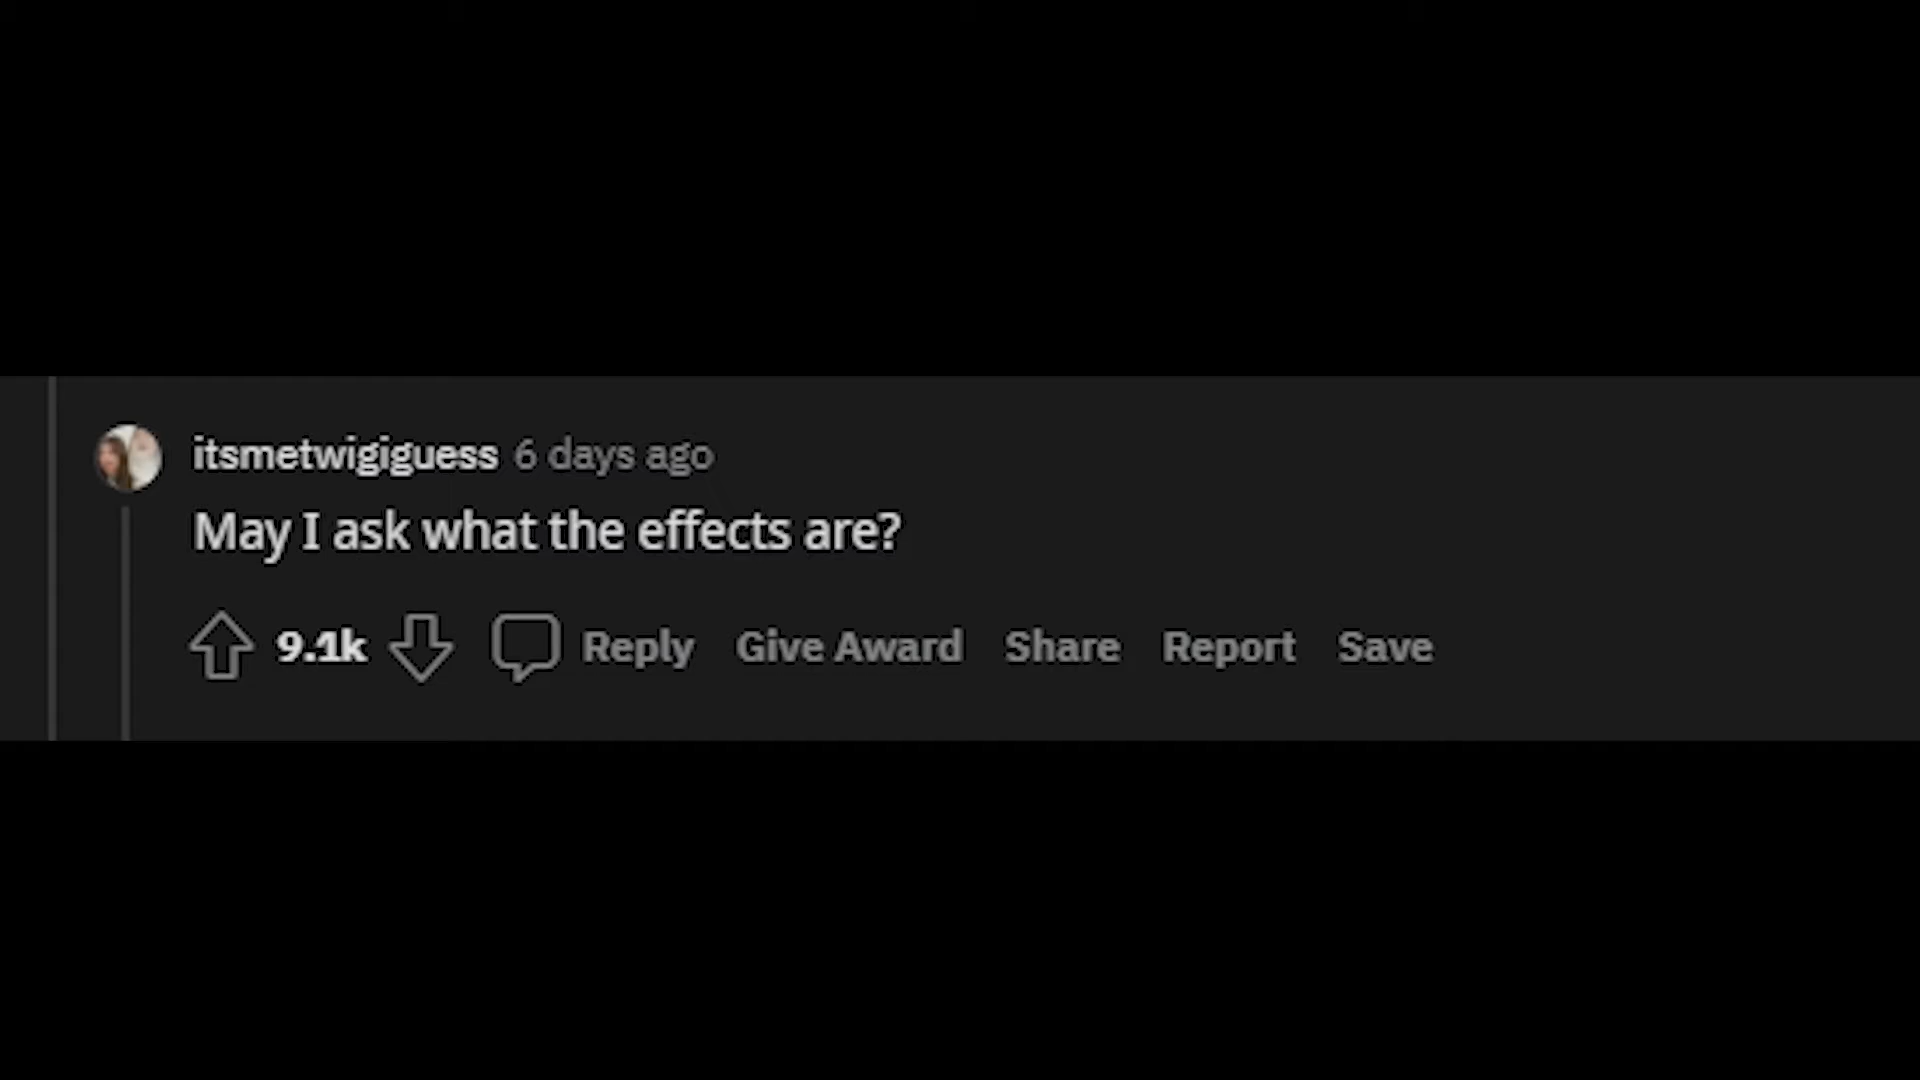 itsmetwigiguess 6 days ago
May I ask what the effects are?
9.1k Reply Give Award Share Report Save